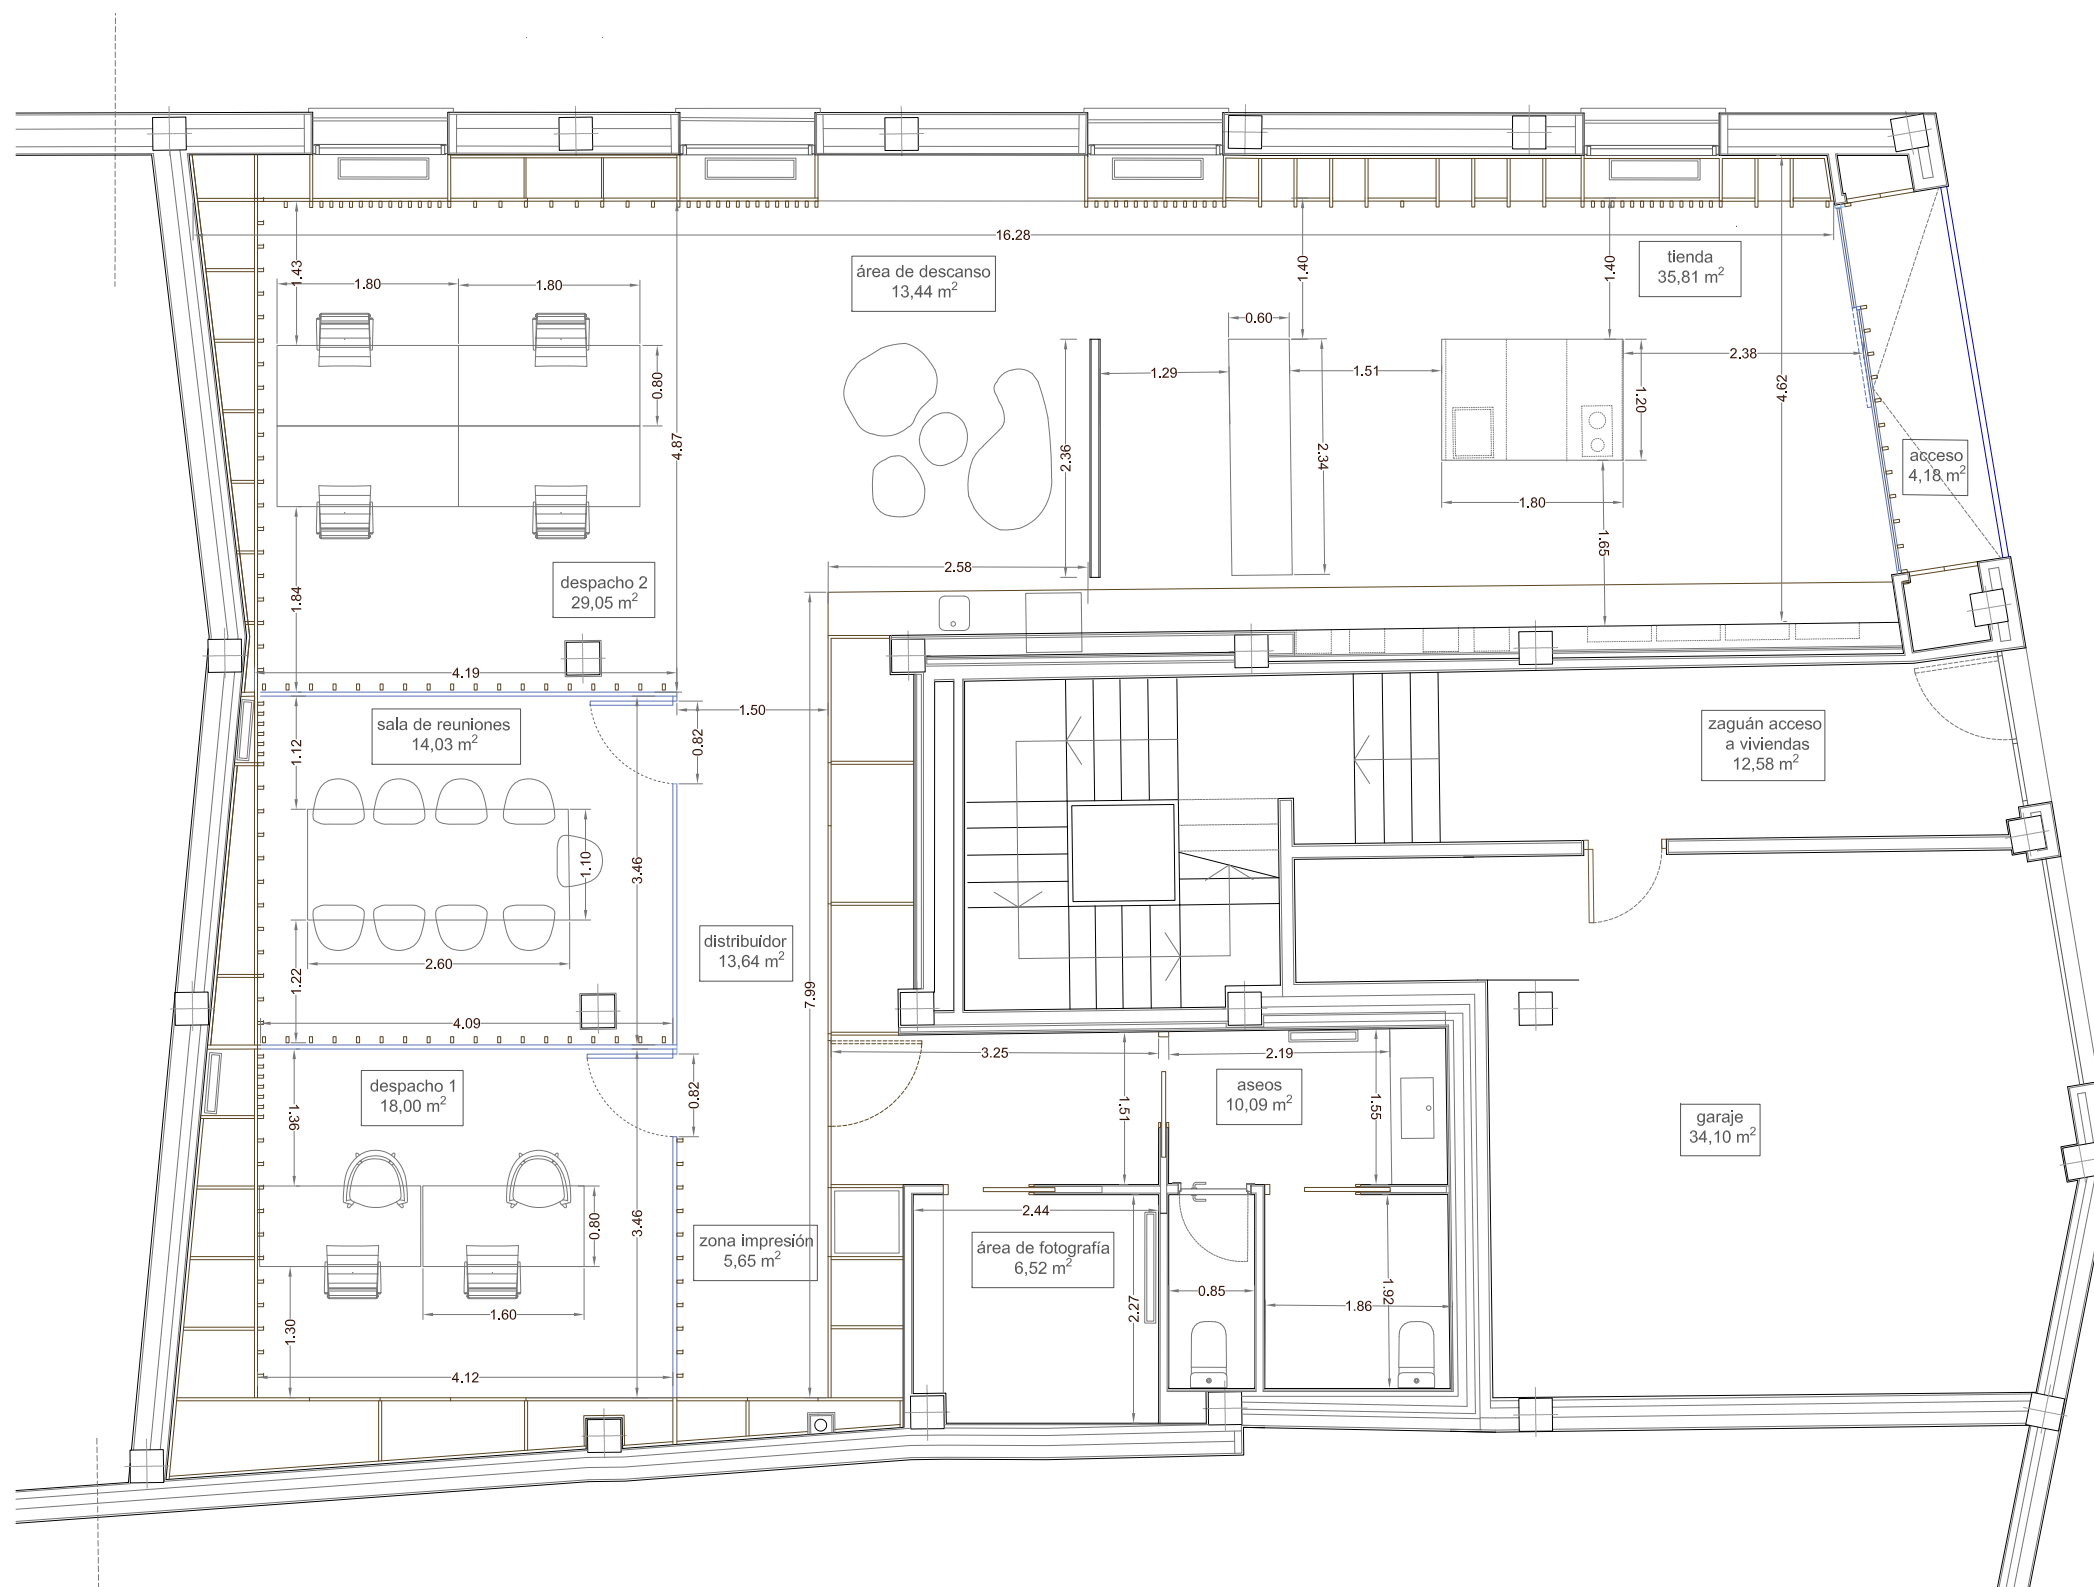 16.28
1.43
1.80
1.80
área de descanso
13,44 m²
1.40
1.40
tienda
35,81 m²
0.60
0.80
1.29
1.51
2.38
4.62
1.20
4.87
2.36
2.34
acceso
4,18 m²
1.80
1.65
despacho 2
29,05 m²
2.58
1.84
4.19
1.50
sala de reuniones
14,03 m²
0.82
1.12
zaguán acceso
a viviendas
12,58 m²
1.10
3.46
2.60
1.22
distribuidor
13,64 m²
7.99
4.09
3.25
2.19
despacho 1
18,00 m²
0.82
1.36
1.51
aseos
10,09 m²
1.55
garaje
34,10 m²
0.80
3.46
2.44
zona impresión
5,65 m²
área de fotografía
6,52 m²
2.27
0.85
1.86
1.92
1.60
1.30
4.12